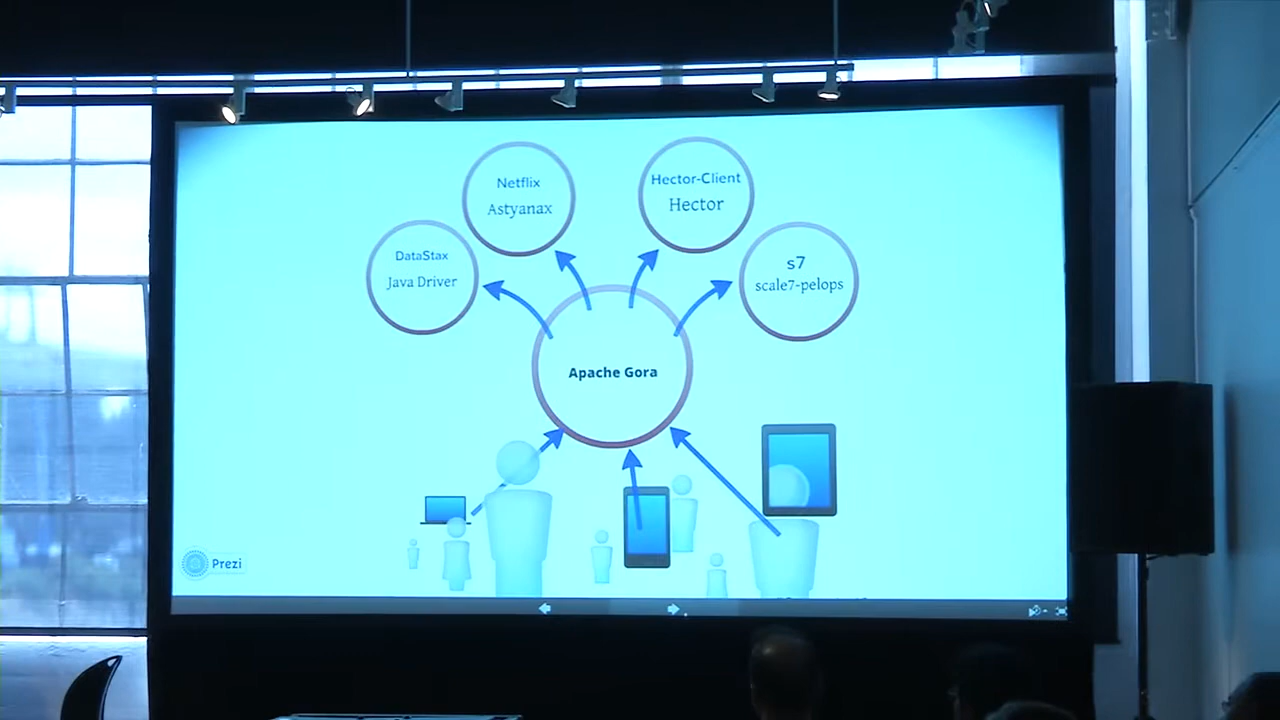 Netflix
Astyanax
Hector-Client
Hector
DataStax
Java Driver
s7
scale7-pelops
Apache Gora
Prezi